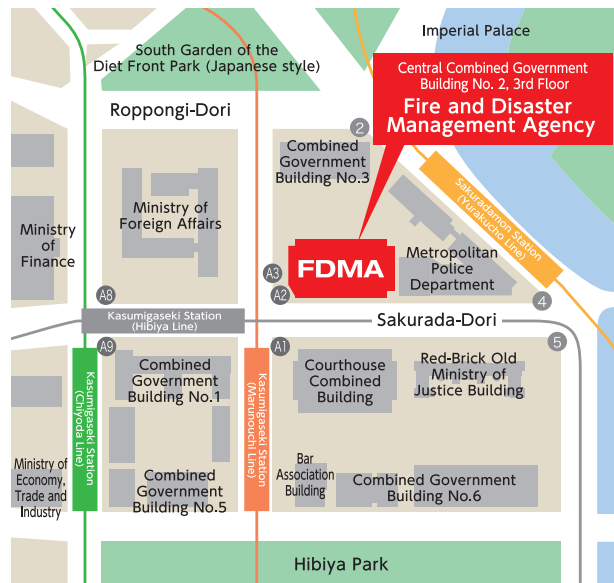 Imperial Palace
South Garden of the
Diet Front Park (Japanese style)
Central Combined Government
Building No. 2, 3rd Floor
Fire and Disaster
Management Agency
Roppongi-Dori
2
Combined
Government
Building No.3
Sakuradamon Station
(Yurakucho Line)
Ministry of
Foreign Affairs
Ministry
of
Finance
FDMA
Metropolitan
Police
Department
A3
A2
A8
4
Kasumigaseki Station
(Hibiya Line)
Sakurada-Dori
A9
A1
5
Combined
Government
Building No.1
Courthouse
Combined
Building
Red-Brick Old
Ministry of
Justice Building
Kasumigaseki Station
(Chiyoda Line)
Kasumigaseki Station
(Marunouchi Line)
Ministry of
Economy,
Trade and
Industry
Combined
Government
Building No.5
Bar
Association
Building
Combined Government
Building No.6
Hibiya Park